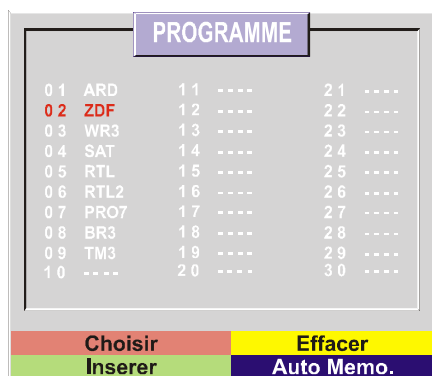 PROGRAMME
01 ARD 11 ---- 21 ----
02 ZDF 12 ---- 22 ----
03 WR3 13 ---- 23 ----
04 SAT 14 ---- 24 ----
05 RTL 15 ---- 25 ----
06 RTL2 16 ---- 26 ----
07 PRO7 17 ---- 27 ----
08 BR3 18 ---- 28 ----
09 TM3 19 ---- 29 ----
10 ---- 20 ---- 30 ----
Choisir Effacer
Inserer Auto Memo.